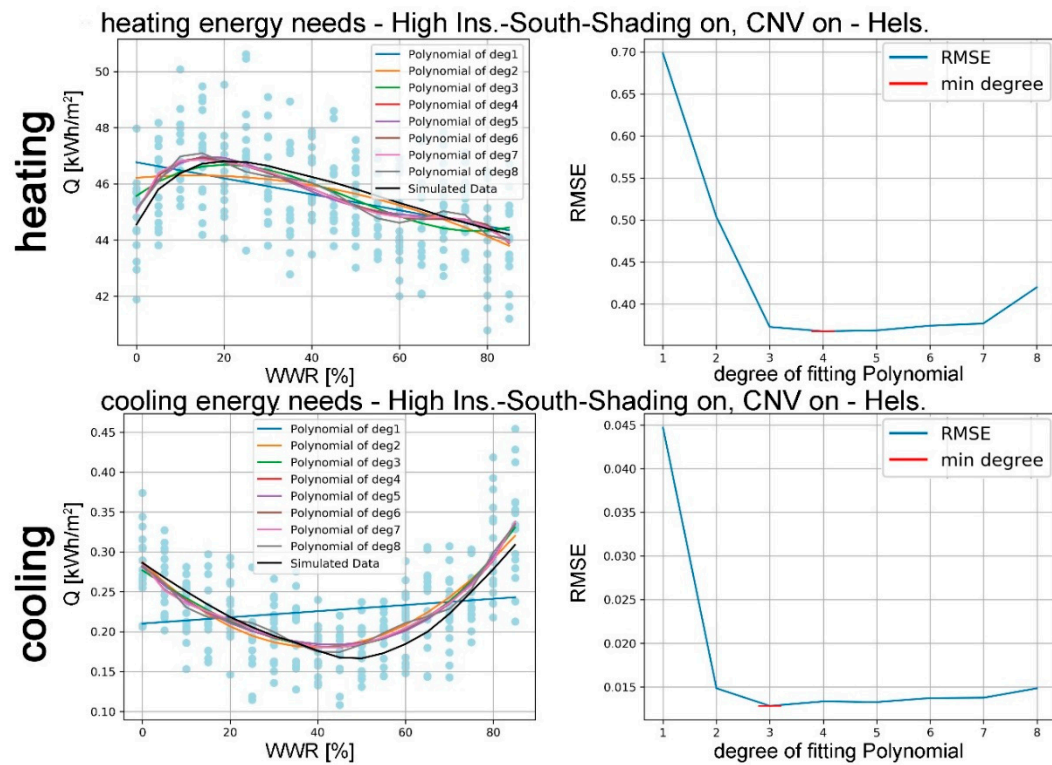 heating energy needs - High Ins.-South-Shading on, CNV on - Hels.
heating
Q [kWh/m²]
50
48
46
44
42
Polynomial of deg1
Polynomial of deg2
Polynomial of deg3
Polynomial of deg4
Polynomial of deg5
Polynomial of deg6
Polynomial of deg7
Polynomial of deg8
Simulated Data
0 20 40 60 80
WWR [%]
RMSE
0.70
0.65
0.60
0.55
0.50
0.45
0.40
RMSE
min degree
1 2 3 4 5 6 7 8
degree of fitting Polynomial
cooling energy needs - High Ins.-South-Shading on, CNV on - Hels.
cooling
Q [kWh/m²]
0.45
0.40
0.35
0.30
0.25
0.20
0.15
0.10
Polynomial of deg1
Polynomial of deg2
Polynomial of deg3
Polynomial of deg4
Polynomial of deg5
Polynomial of deg6
Polynomial of deg7
Polynomial of deg8
Simulated Data
0 20 40 60 80
WWR [%]
RMSE
0.045
0.040
0.035
0.030
0.025
0.020
0.015
RMSE
min degree
1 2 3 4 5 6 7 8
degree of fitting Polynomial